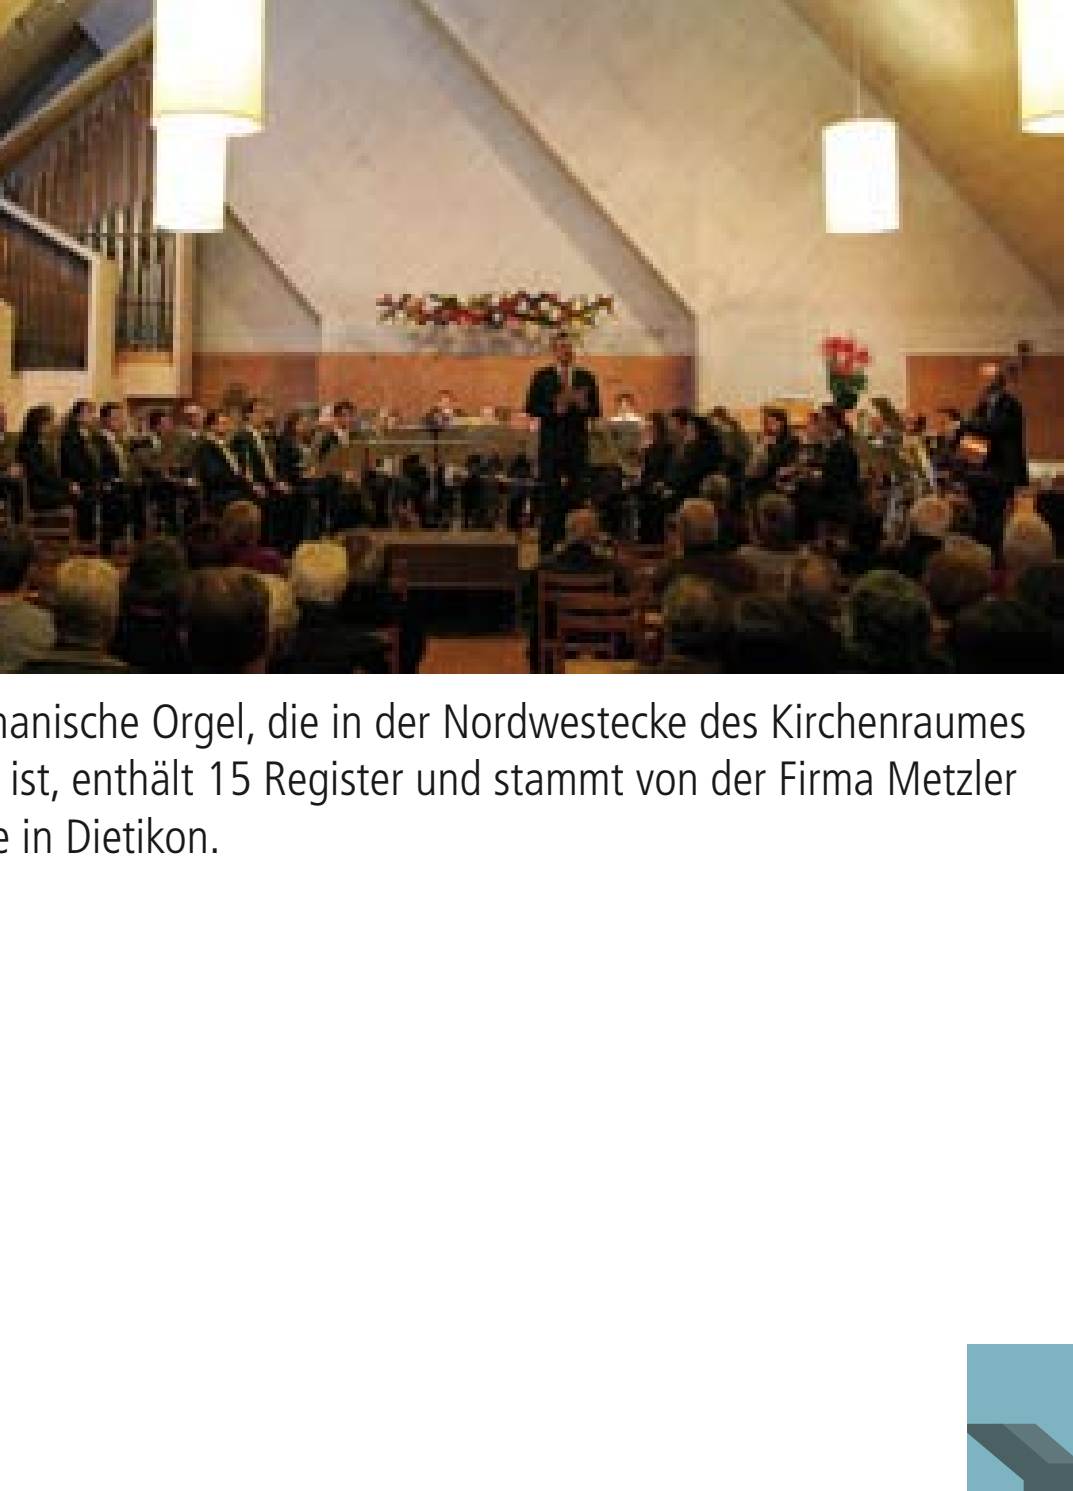 Orgel, die in der Nordwestecke des Kirchenraumes
ist, enthält 15 Register und stammt von der Firma Metzler
in Dietikon.